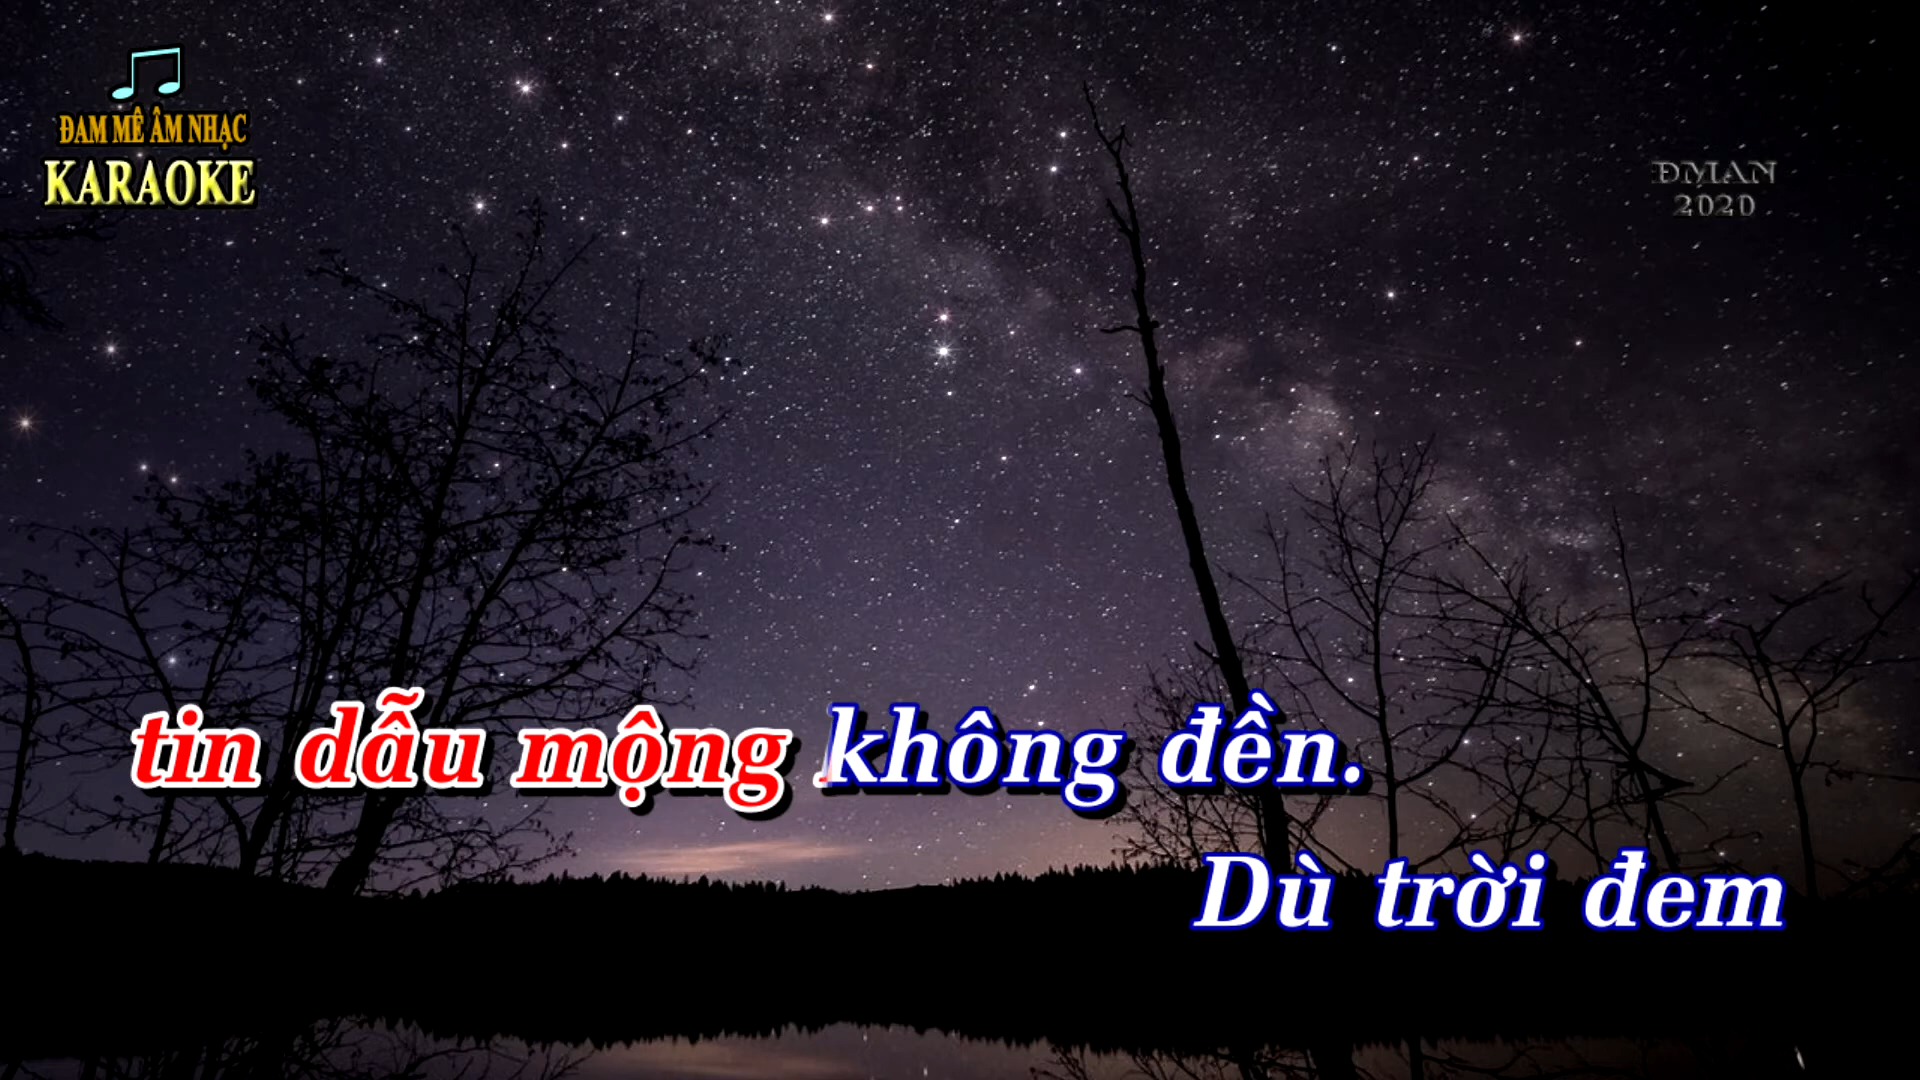 ĐAM MÊ ÂM NHẠC
KARAOKE
ĐMAN
2020
tin dẫu mộng không đền.
Dù trời đem